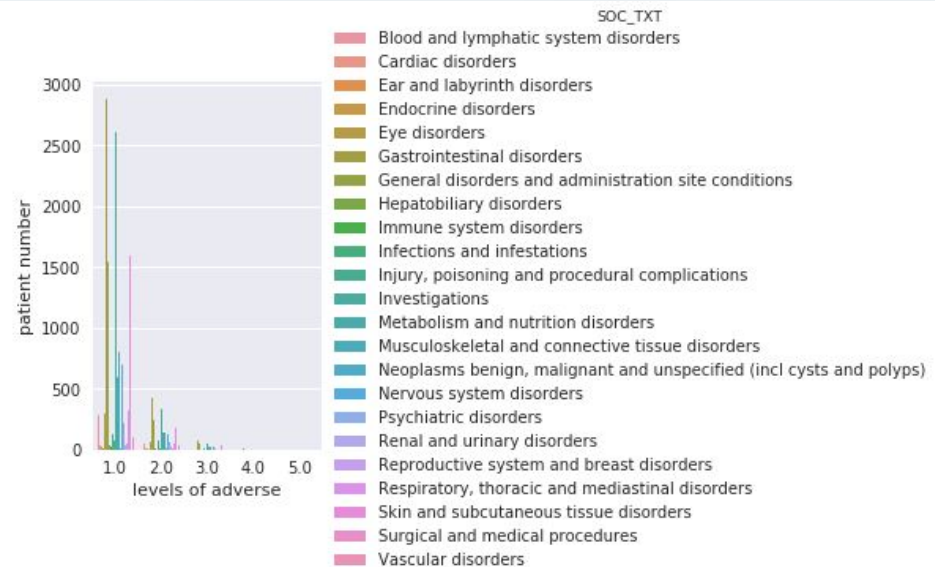 SOC_TXT
Blood and lymphatic system disorders
Cardiac disorders
Ear and labyrinth disorders
Endocrine disorders
Eye disorders
Gastrointestinal disorders
General disorders and administration site conditions
Hepatobiliary disorders
Immune system disorders
Infections and infestations
Injury, poisoning and procedural complications
Investigations
Metabolism and nutrition disorders
Musculoskeletal and connective tissue disorders
Neoplasms benign, malignant and unspecified (incl cysts and polyps)
Nervous system disorders
Psychiatric disorders
Renal and urinary disorders
Reproductive system and breast disorders
Respiratory, thoracic and mediastinal disorders
Skin and subcutaneous tissue disorders
Surgical and medical procedures
Vascular disorders
patient number
3000
2500
2000
1500
1000
500
0
1.0 2.0 3.0 4.0 5.0
levels of adverse